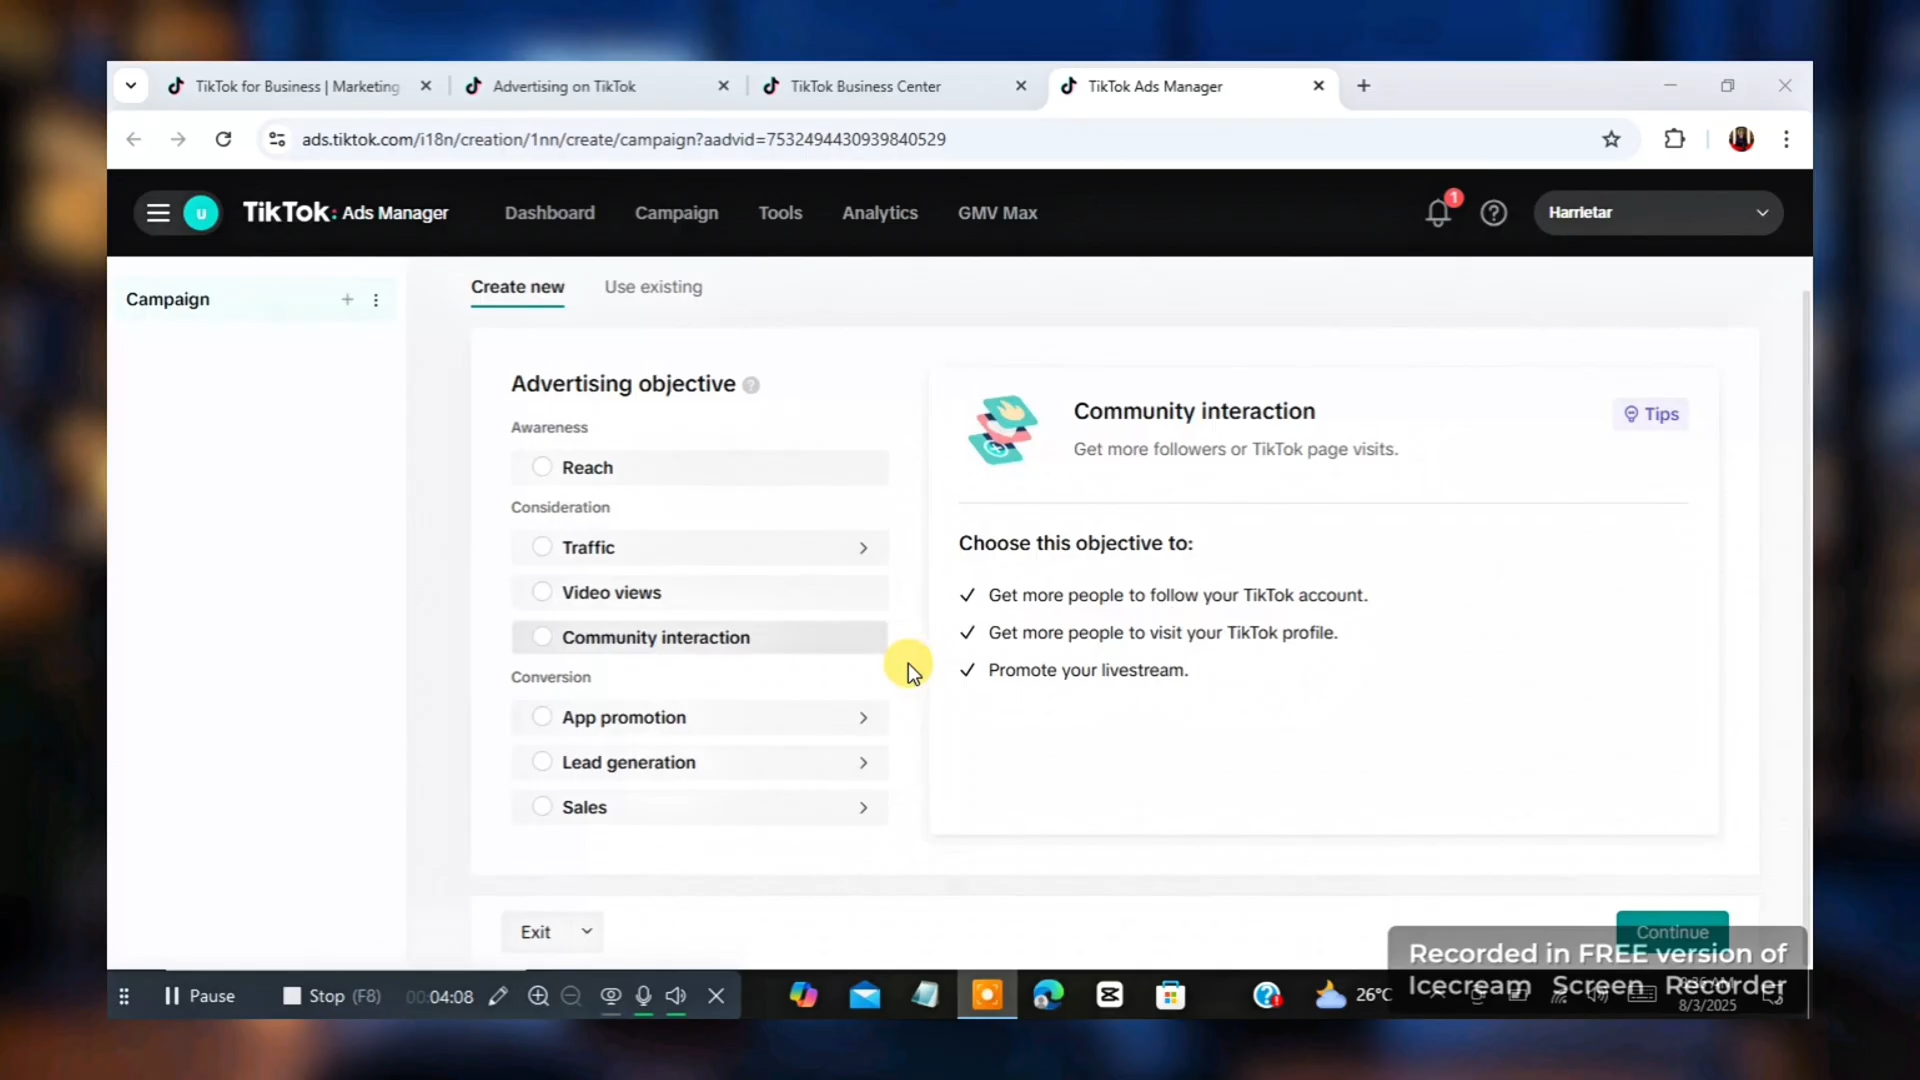 TikTok for Business | Marketing
Advertising on TikTok
TikTok Business Center
TikTok Ads Manager
ads.tiktok.com/i18n/creation/1nn/create/campaign?aadvid=7532494430939840529
U
TikTok: Ads Manager
Dashboard
Campaign
Tools
Analytics
GMV Max
1
Harrietar
Campaign
Create new
Use existing
Advertising objective
Awareness
Reach
Consideration
Traffic
Video views
Community interaction
Conversion
App promotion
Lead generation
Sales
Community interaction
Get more followers or TikTok page visits.
Tips
Choose this objective to:
Get more people to follow your TikTok account.
Get more people to visit your TikTok profile.
Promote your livestream.
Exit
Continue
Recorded in FREE version of
Icecream Screen Recorder
Pause
Stop (F8)
00:04:08
26°C
8/3/2025